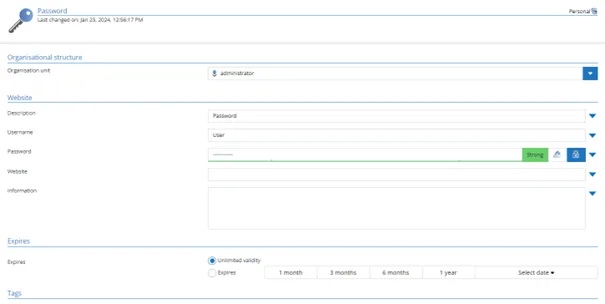 Password
Last changed on: Jan 25, 2024, 12:56:17 PM
Personal
Organisational structure
Organisation unit
administrator
Website
Description
Password
Username
User
Password
Strong
Website
Information
Expires
Expires
Unlimited validity
Expires
1 month
3 months
6 months
1 year
Select date
Tags